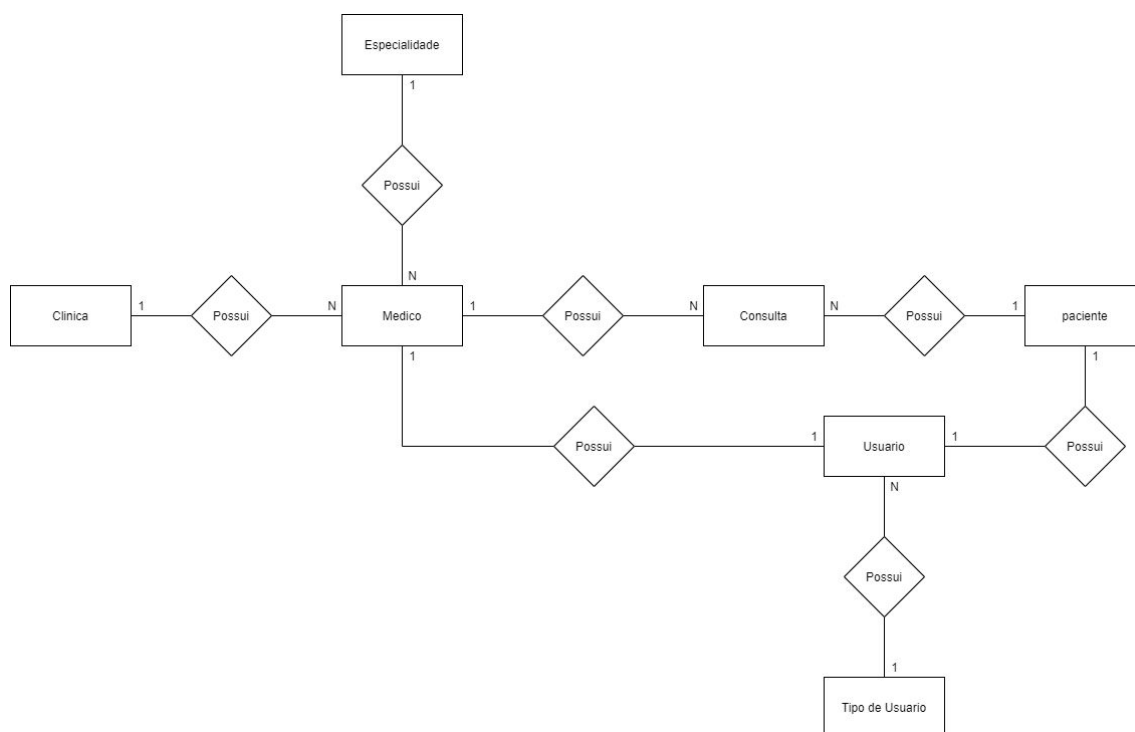 Especialidade
1
Possui
N
Clinica
1
Possui
N
Medico
1
Possui
N
Consulta
N
Possui
1
paciente
1
1
Possui
1
Usuario
1
Possui
N
Possui
1
Tipo de Usuario